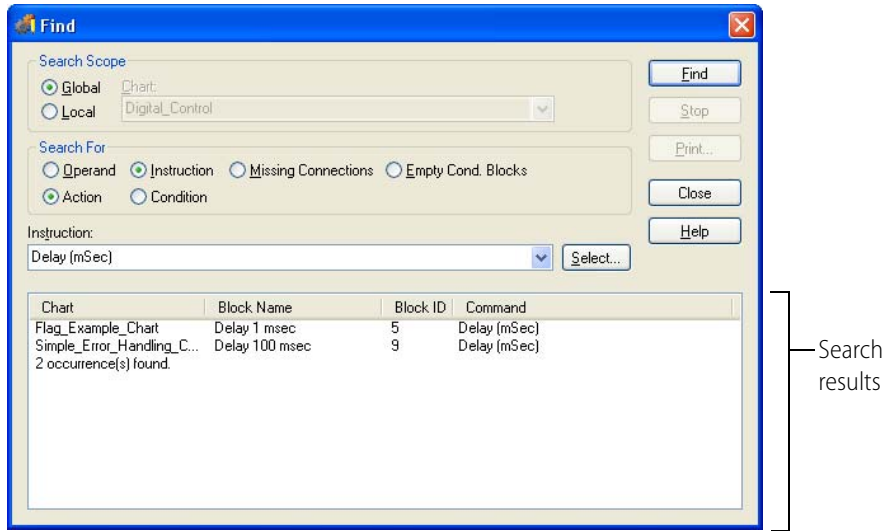 Find
Search Scope
Global Chart:
Local Digital_Control
Find
Stop
Search For
Operand Instruction Missing Connections Empty Cond. Blocks
Action Condition
Print...
Close
Help
Instruction:
Delay (mSec) Select...
Chart Block Name Block ID Command
Flag_Example_Chart Delay 1 msec 5 Delay (mSec)
Simple_Error_Handling_C... Delay 100 msec 9 Delay (mSec)
2 occurrence(s) found.
Search
results